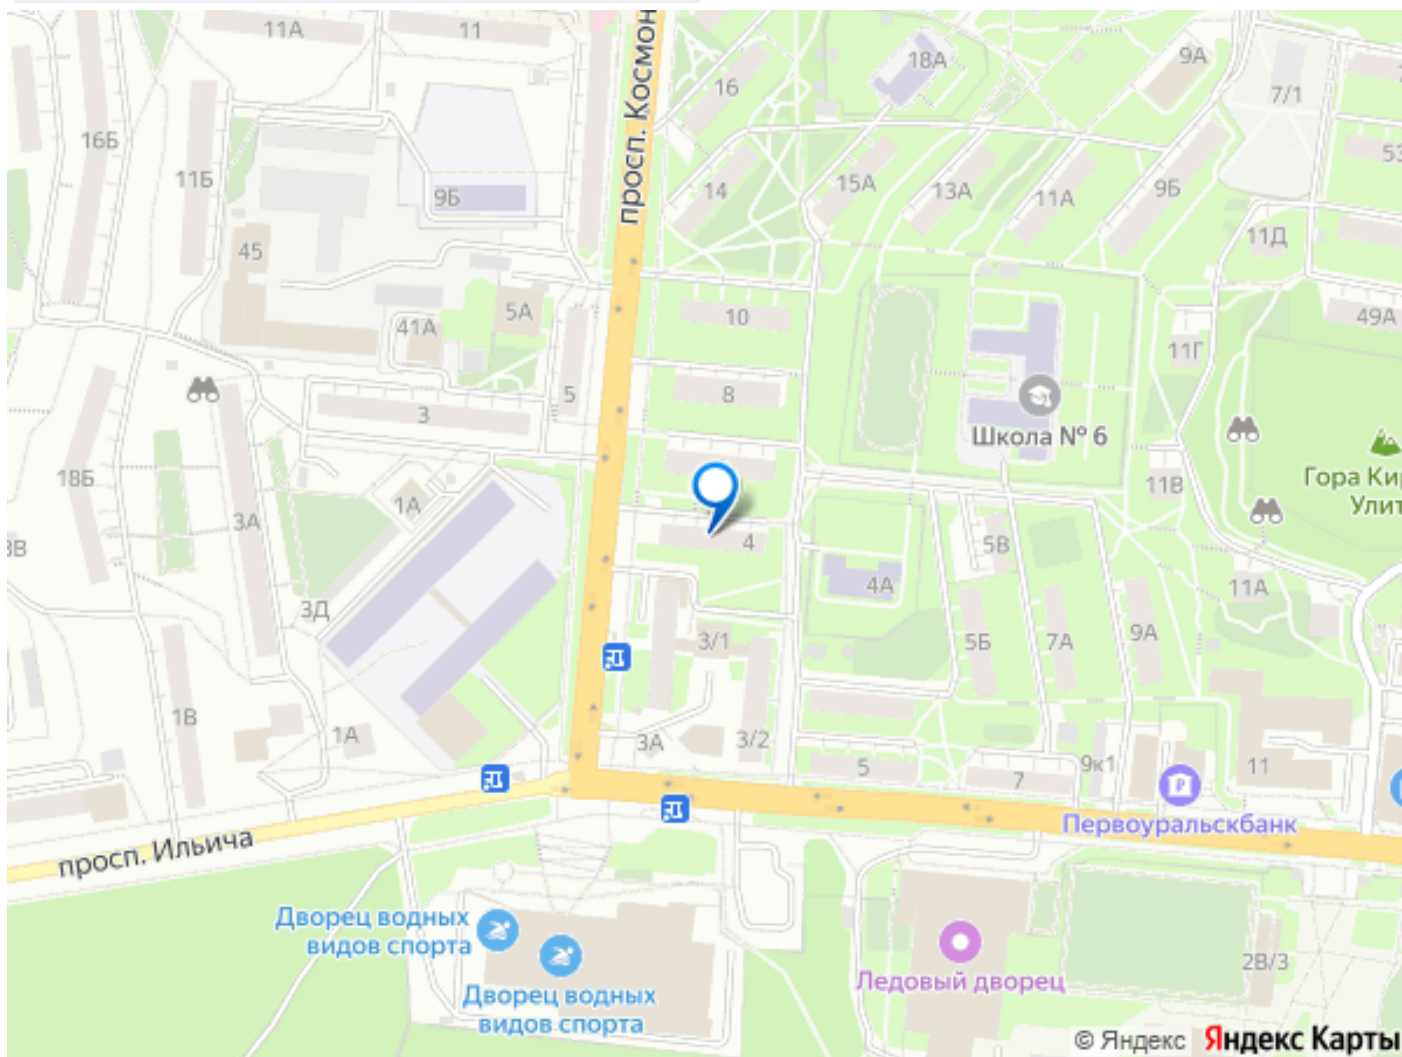 11А
11
просп. Космон
18А
9А
16
7/1
16Б
53
11Б
15А
13А
11А
9Б
14
9Б
11Д
45
5А
10
49А
41А
11Г
8
5
3
Школа № 6
Гора Кир
Улит
18Б
11В
1А
3А
4
5В
3В
4А
11А
3Д
9А
3/1
5Б
7А
1В
1А
3А
3/2
5
7
9к1
11
Первоуральскбанк
просп. Ильича
Дворец водных
видов спорта
Ледовый дворец
2В/3
Дворец водных
видов спорта
© Яндекс Яндекс Карты